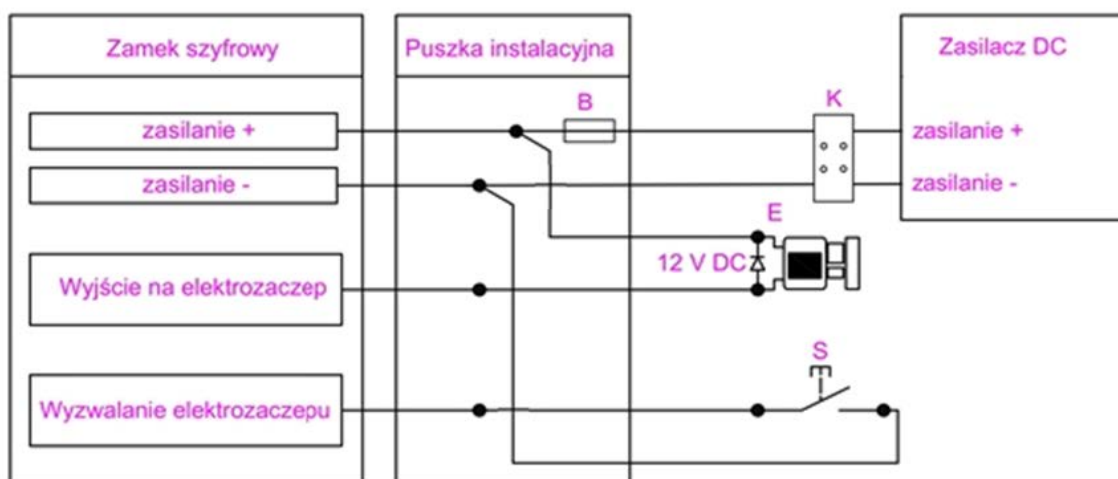 Zamek szyfrowy
Puszka instalacyjna
Zasilacz DC
B
K
zasilanie +
zasilanie +
zasilanie -
zasilanie -
E
12 V DC
Wyjście na elektrozaczep
S
Wyzwalanie elektrozaczepu